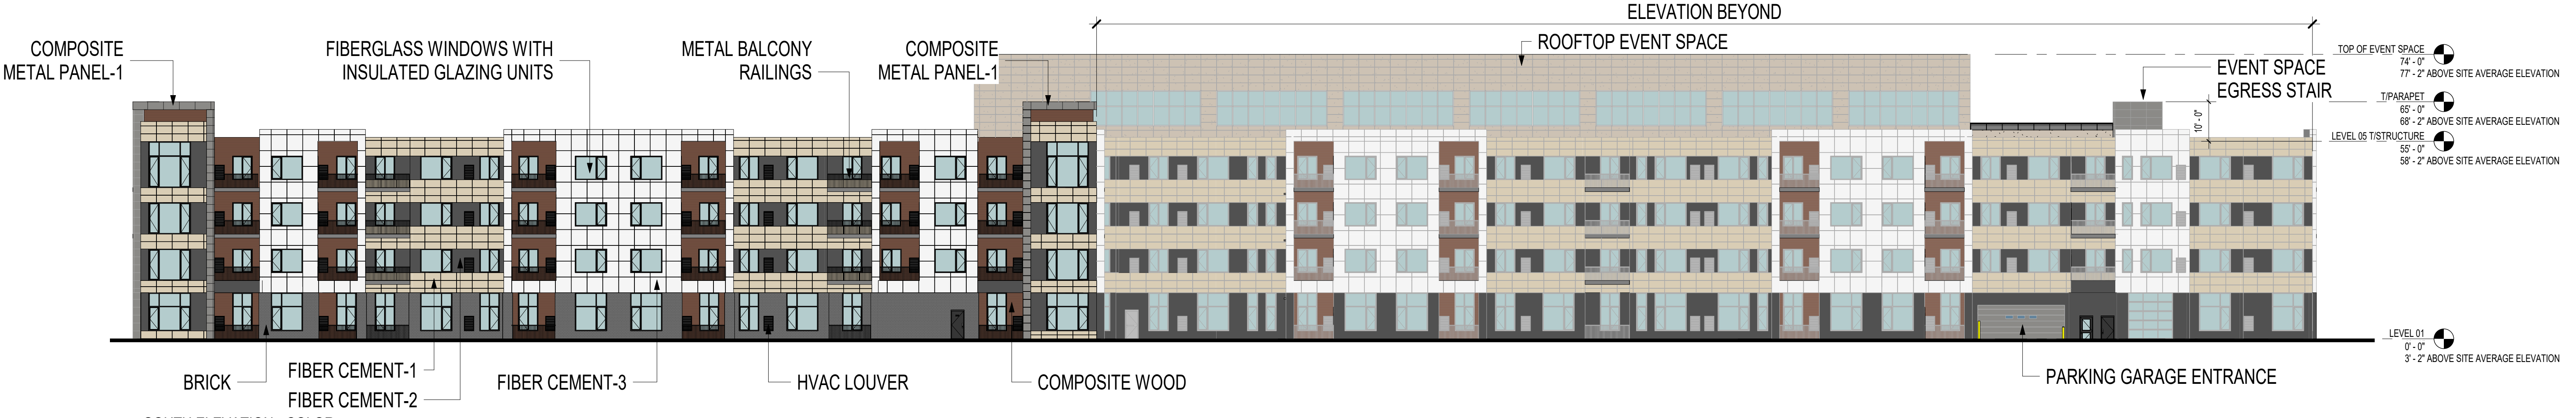 ELEVATION BEYOND
COMPOSITE
METAL PANEL-1
FIBERGLASS WINDOWS WITH
INSULATED GLAZING UNITS
METAL BALCONY
RAILINGS
COMPOSITE
METAL PANEL-1
ROOFTOP EVENT SPACE
EVENT SPACE
EGRESS STAIR
TOP OF EVENT SPACE
74' - 0"
77' - 2" ABOVE SITE AVERAGE ELEVATION
T/PARAPET
65' - 0"
68' - 2" ABOVE SITE AVERAGE ELEVATION
10' - 0"
LEVEL 05 T/STRUCTURE
55' - 0"
58' - 2" ABOVE SITE AVERAGE ELEVATION
LEVEL 01
0' - 0"
3' - 2" ABOVE SITE AVERAGE ELEVATION
BRICK
FIBER CEMENT-1
FIBER CEMENT-2
FIBER CEMENT-3
HVAC LOUVER
COMPOSITE WOOD
PARKING GARAGE ENTRANCE